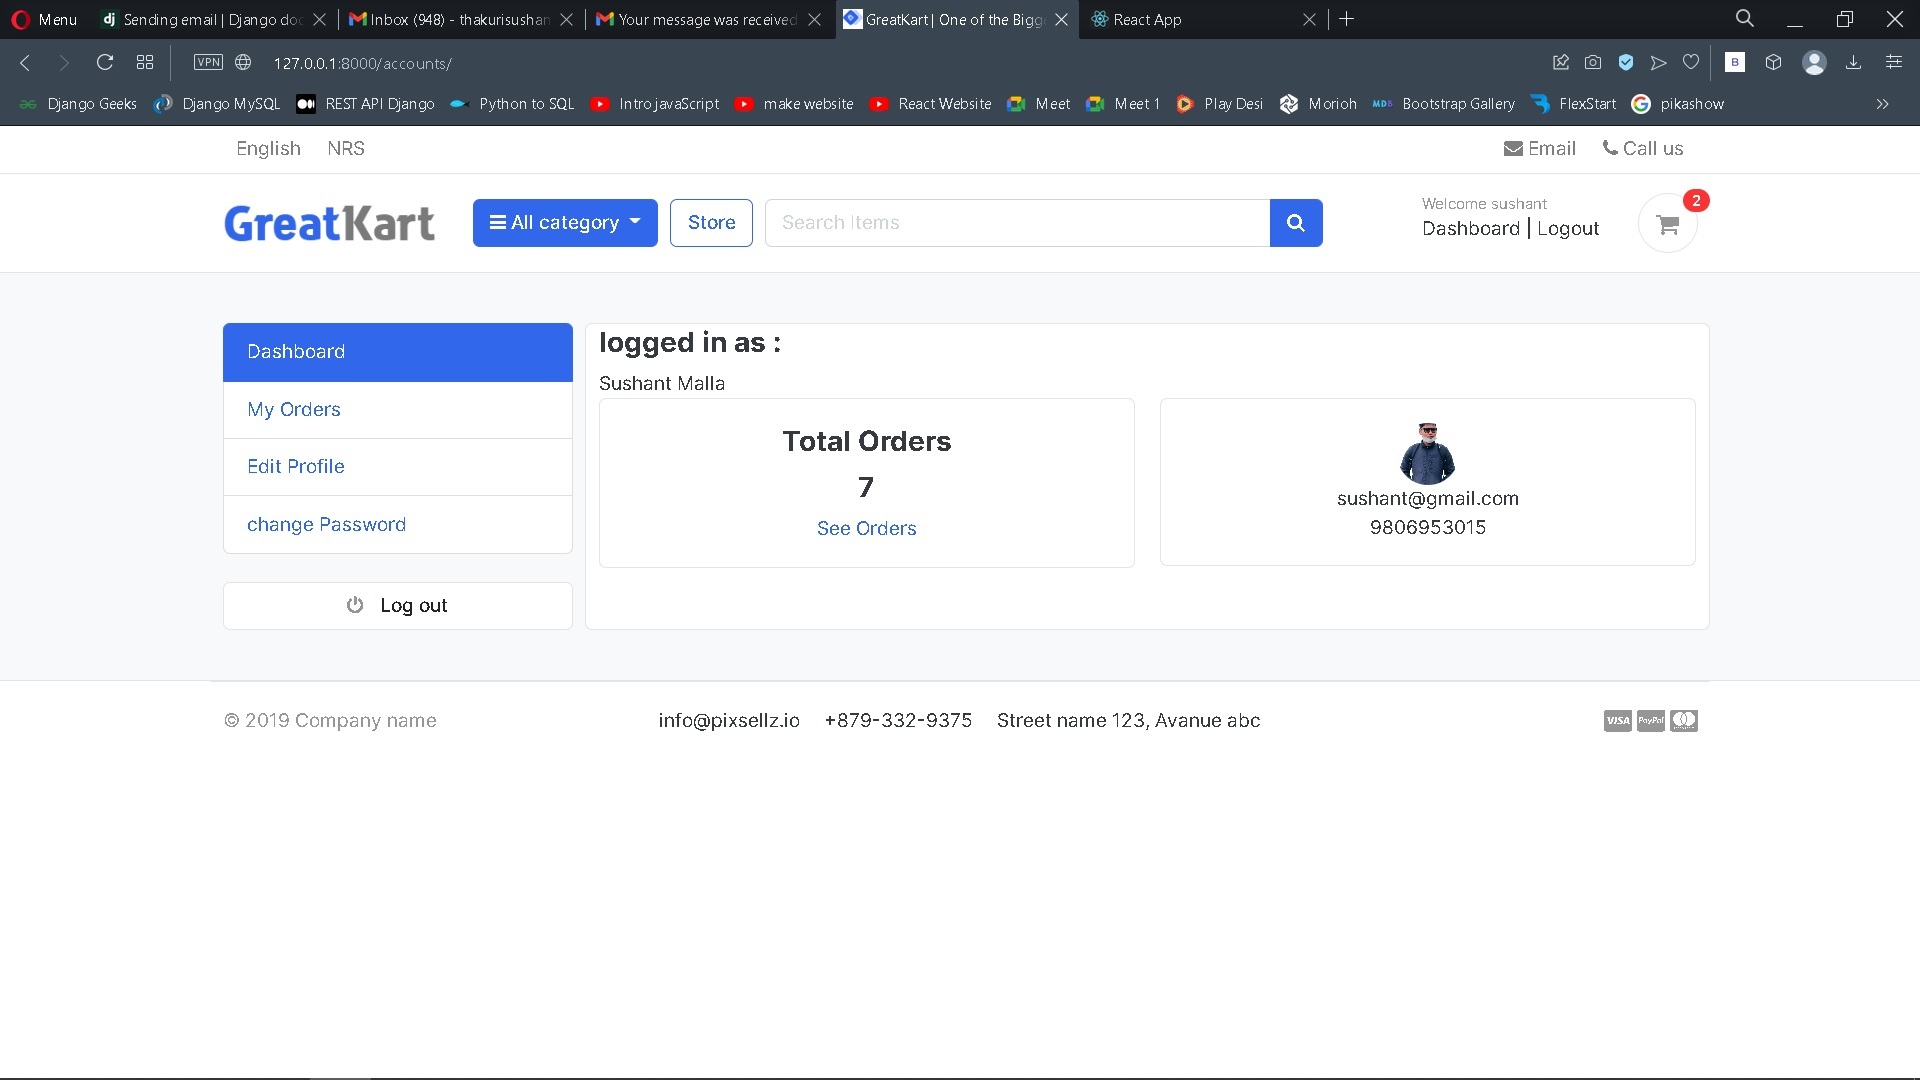 Menu
Sending email | Django doc
Inbox (948) - thakurisushan
Your message was received
GreatKart | One of the Bigg
React App
VPN
127.0.0.1:8000/accounts/
B
Django Geeks
Django MySQL
REST API Django
Python to SQL
Intro javaScript
make website
React Website
Meet
Meet 1
Play Desi
Morioh
MDB
Bootstrap Gallery
FlexStart
pikashow
English NRS
Email Call us
GreatKart
All category
Store
Search Items
Welcome sushant
Dashboard | Logout
2
Dashboard
My Orders
Edit Profile
change Password
Log out
logged in as :
Sushant Malla
Total Orders
7
See Orders
sushant@gmail.com
9806953015
© 2019 Company name
info@pixsellz.io +879-332-9375 Street name 123, Avanue abc
VISA PayPal